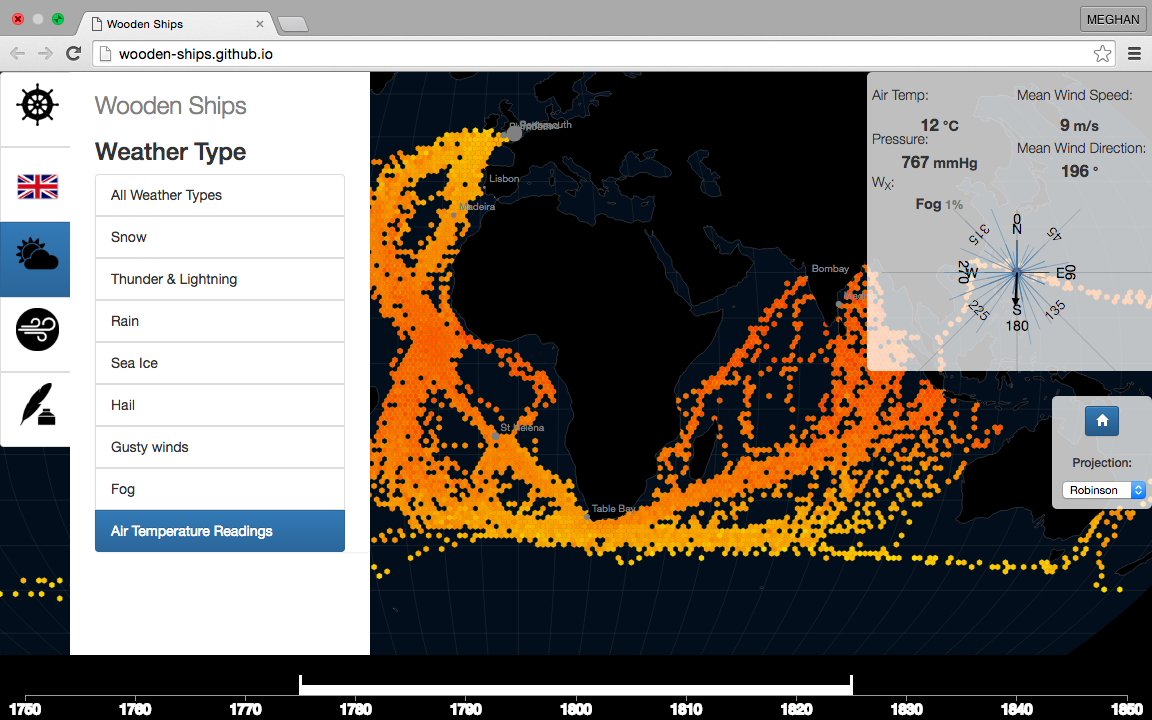 Wooden Ships
MEGHAN
wooden-ships.github.io
Wooden Ships
Weather Type
All Weather Types
Snow
Thunder & Lightning
Rain
Sea Ice
Hail
Gusty winds
Fog
Air Temperature Readings
Portsmouth
Lisbon
Madeira
Bombay
St Helena
Table Bay
Air Temp:
12 °C
Pressure:
767 mmHg
Wx:
Fog 1%
Mean Wind Speed:
9 m/s
Mean Wind Direction:
196 °
0
N
45
E
90
135
S
180
225
W
270
315
Projection:
Robinson
1750 1760 1770 1780 1790 1800 1810 1820 1830 1840 1850